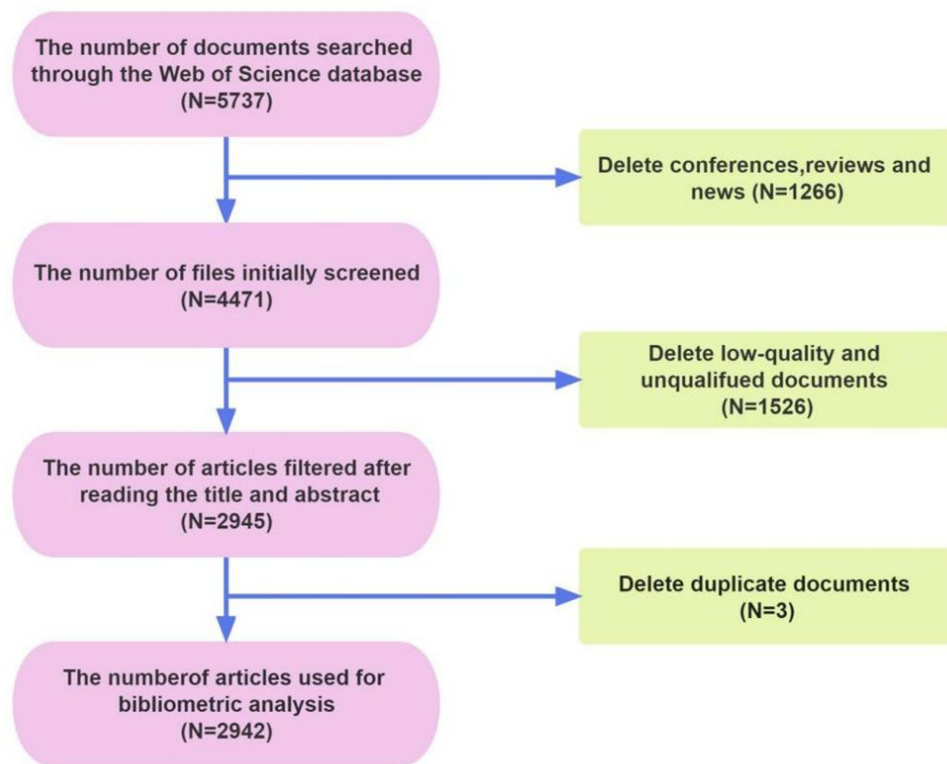 The number of documents searched
through the Web of Science database
(N=5737)
Delete conferences,reviews and
news (N=1266)
The number of files initially screened
(N=4471)
Delete low-quality and
unqualifued documents
(N=1526)
The number of articles filtered after
reading the title and abstract
(N=2945)
Delete duplicate documents
(N=3)
The numberof articles used for
bibliometric analysis
(N=2942)